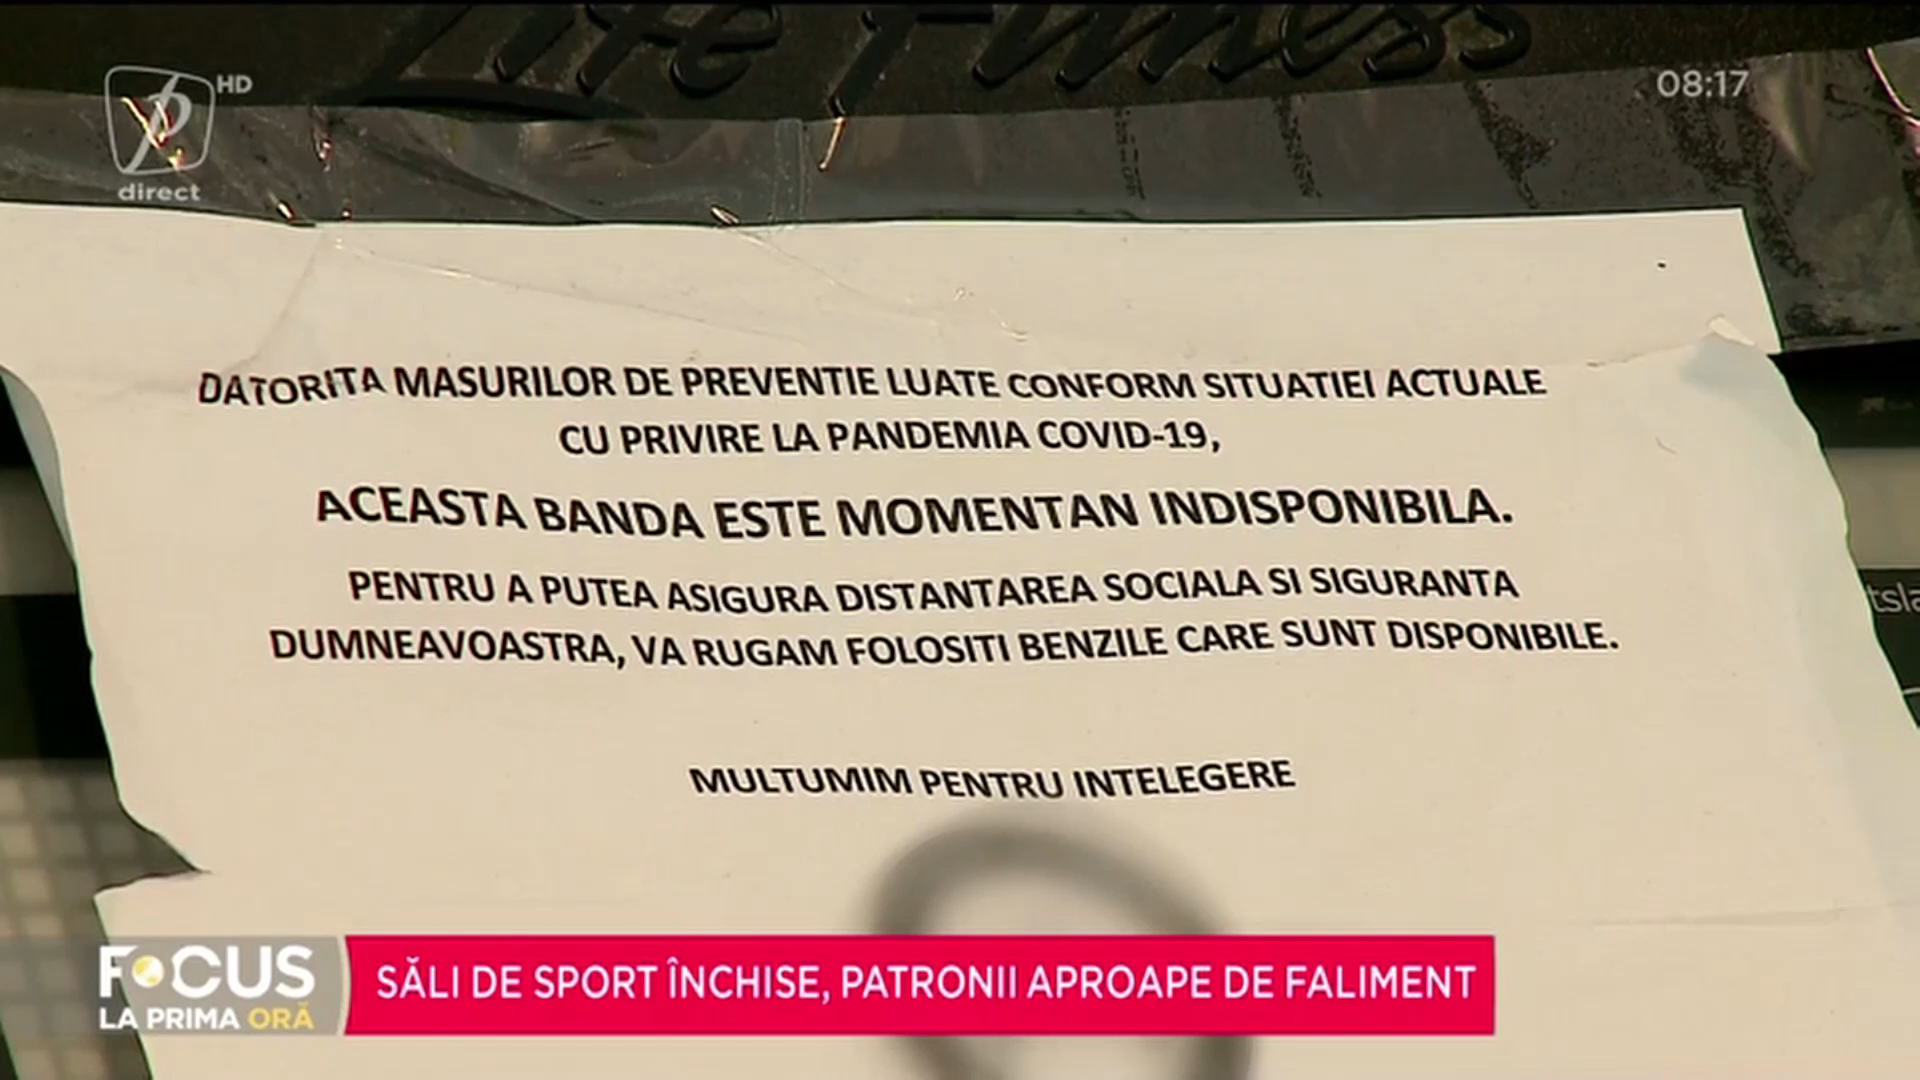 Life Fitness
HD
direct
08:17
DATORITA MASURILOR DE PREVENTIE LUATE CONFORM SITUATIEI ACTUALE
CU PRIVIRE LA PANDEMIA COVID-19,
ACEASTA BANDA ESTE MOMENTAN INDISPONIBILA.
PENTRU A PUTEA ASIGURA DISTANTAREA SOCIALA SI SIGURANTA
DUMNEAVOASTRA, VA RUGAM FOLOSITI BENZILE CARE SUNT DISPONIBILE.
MULTUMIM PENTRU INTELEGERE
FOCUS
LA PRIMA ORĂ
SĂLI DE SPORT ÎNCHISE, PATRONII APROAPE DE FALIMENT